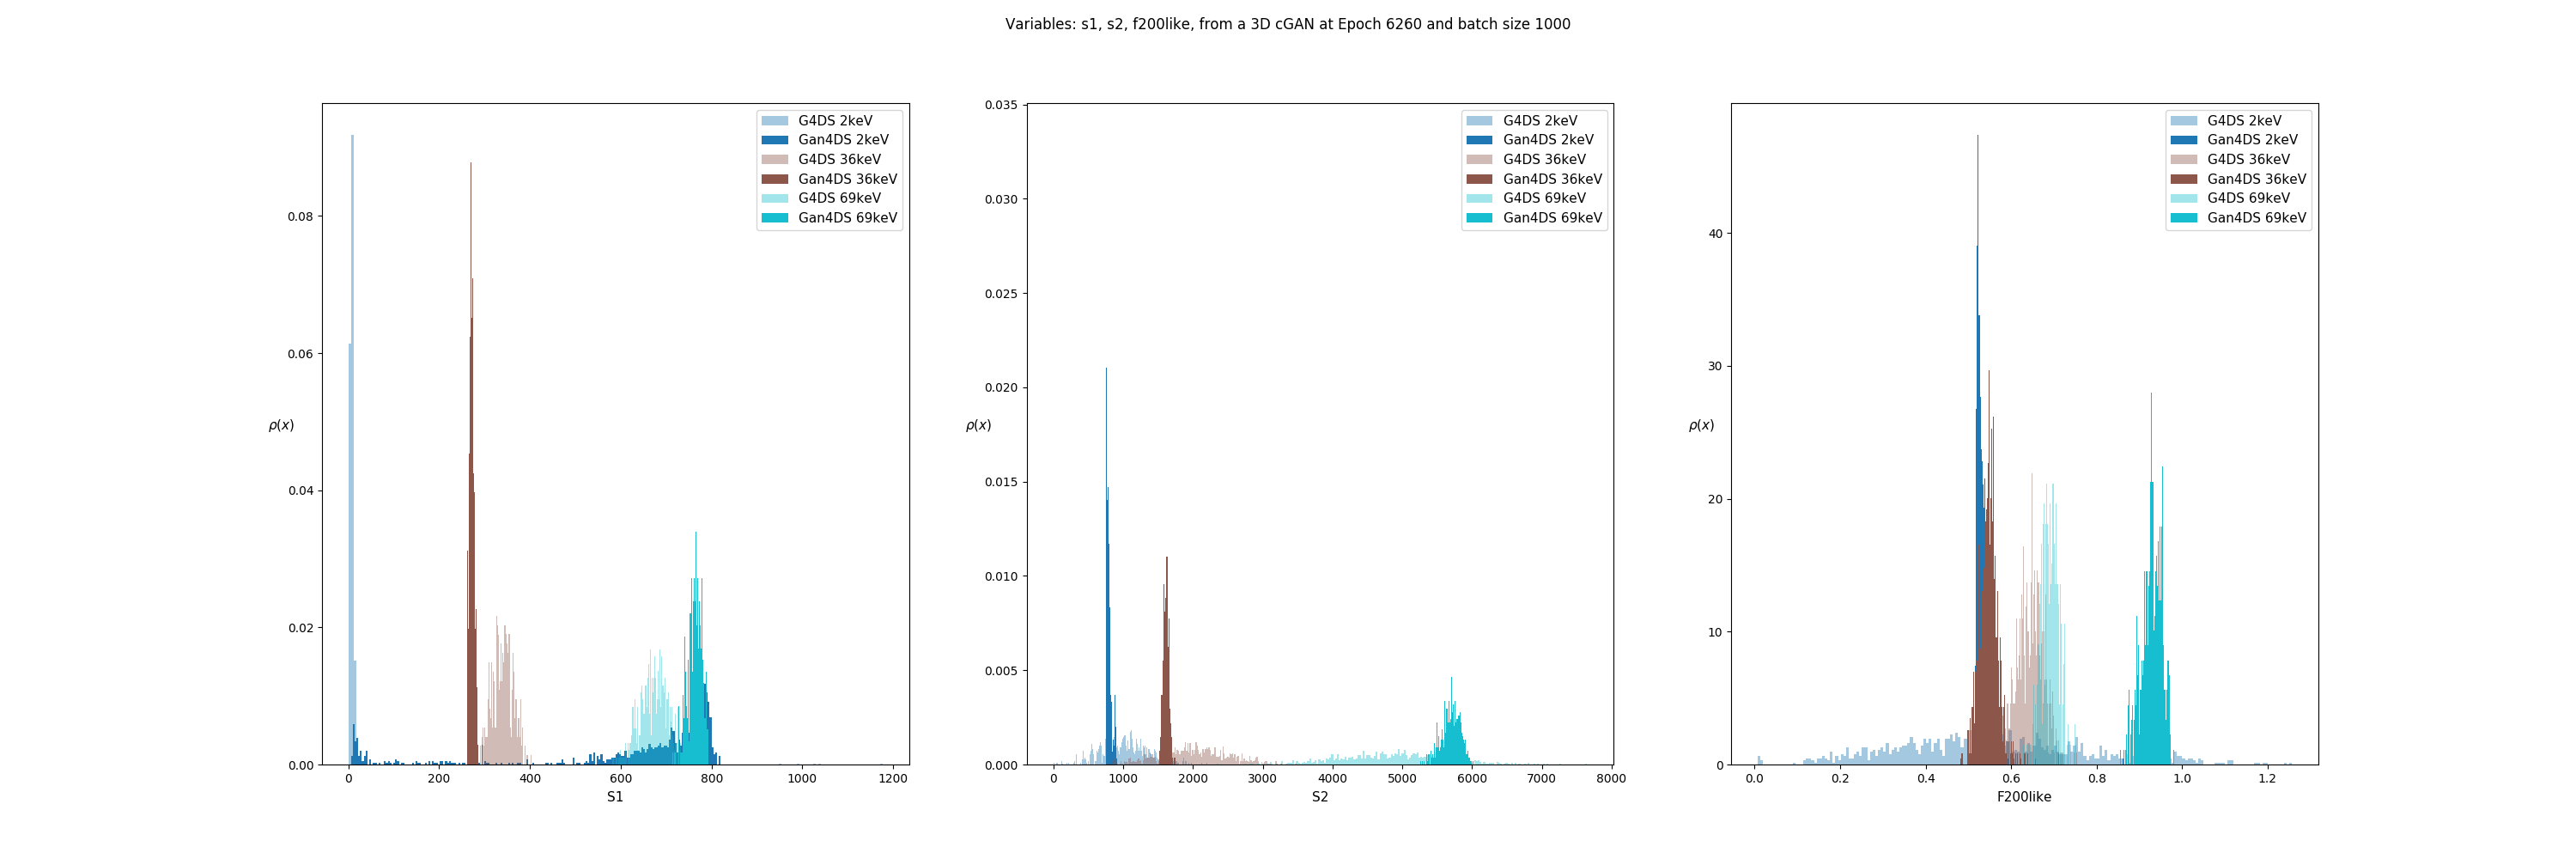 Variables: s1, s2, f200like, from a 3D cGAN at Epoch 6260 and batch size 1000
G4DS 2keV
Gan4DS 2keV
G4DS 36keV
Gan4DS 36keV
G4DS 69keV
Gan4DS 69keV
0.08
0.06
ρ(x)
0.04
0.02
0.00
0
200
400
600
800
1000
1200
S1
G4DS 2keV
Gan4DS 2keV
G4DS 36keV
Gan4DS 36keV
G4DS 69keV
Gan4DS 69keV
0.035
0.030
0.025
0.020
ρ(x)
0.015
0.010
0.005
0.000
0
1000
2000
3000
4000
5000
6000
7000
8000
S2
G4DS 2keV
Gan4DS 2keV
G4DS 36keV
Gan4DS 36keV
G4DS 69keV
Gan4DS 69keV
40
30
ρ(x)
20
10
0
0.0
0.2
0.4
0.6
0.8
1.0
1.2
F200like